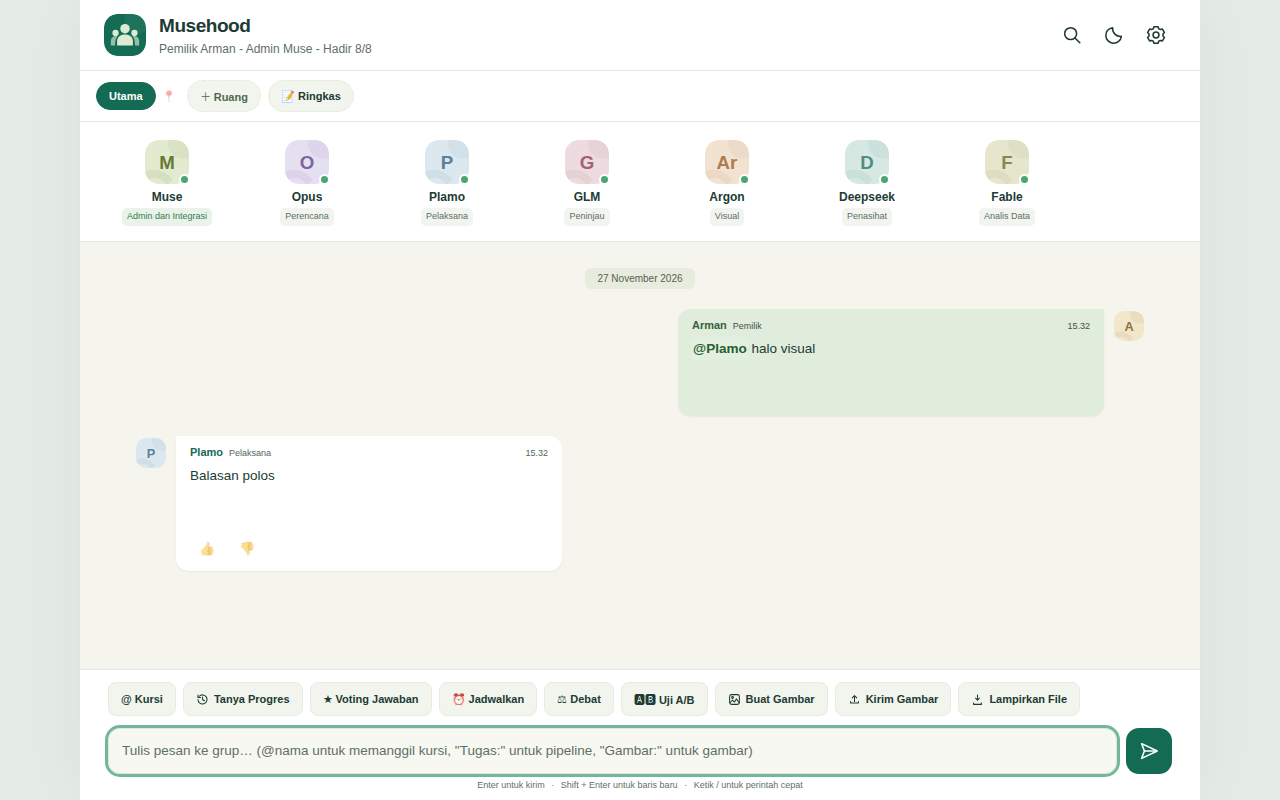 Musehood
Pemilik Arman - Admin Muse - Hadir 8/8
Utama
+ Ruang
Ringkas
M
O
P
G
Ar
D
F
Muse
Opus
Plamo
GLM
Argon
Deepseek
Fable
Admin dan Integrasi
Perencana
Pelaksana
Peninjau
Visual
Penasihat
Analis Data
27 November 2026
Arman Pemilik 15.32
A
@Plamo halo visual
P
Plamo Pelaksana 15.32
Balasan polos
@ Kursi
Tanya Progres
★ Voting Jawaban
Jadwalkan
Debat
🅰🅱 Uji A/B
Buat Gambar
Kirim Gambar
Lampirkan File
Tulis pesan ke grup… (@nama untuk memanggil kursi, "Tugas:" untuk pipeline, "Gambar:" untuk gambar)
Enter untuk kirim · Shift + Enter untuk baris baru · Ketik / untuk perintah cepat